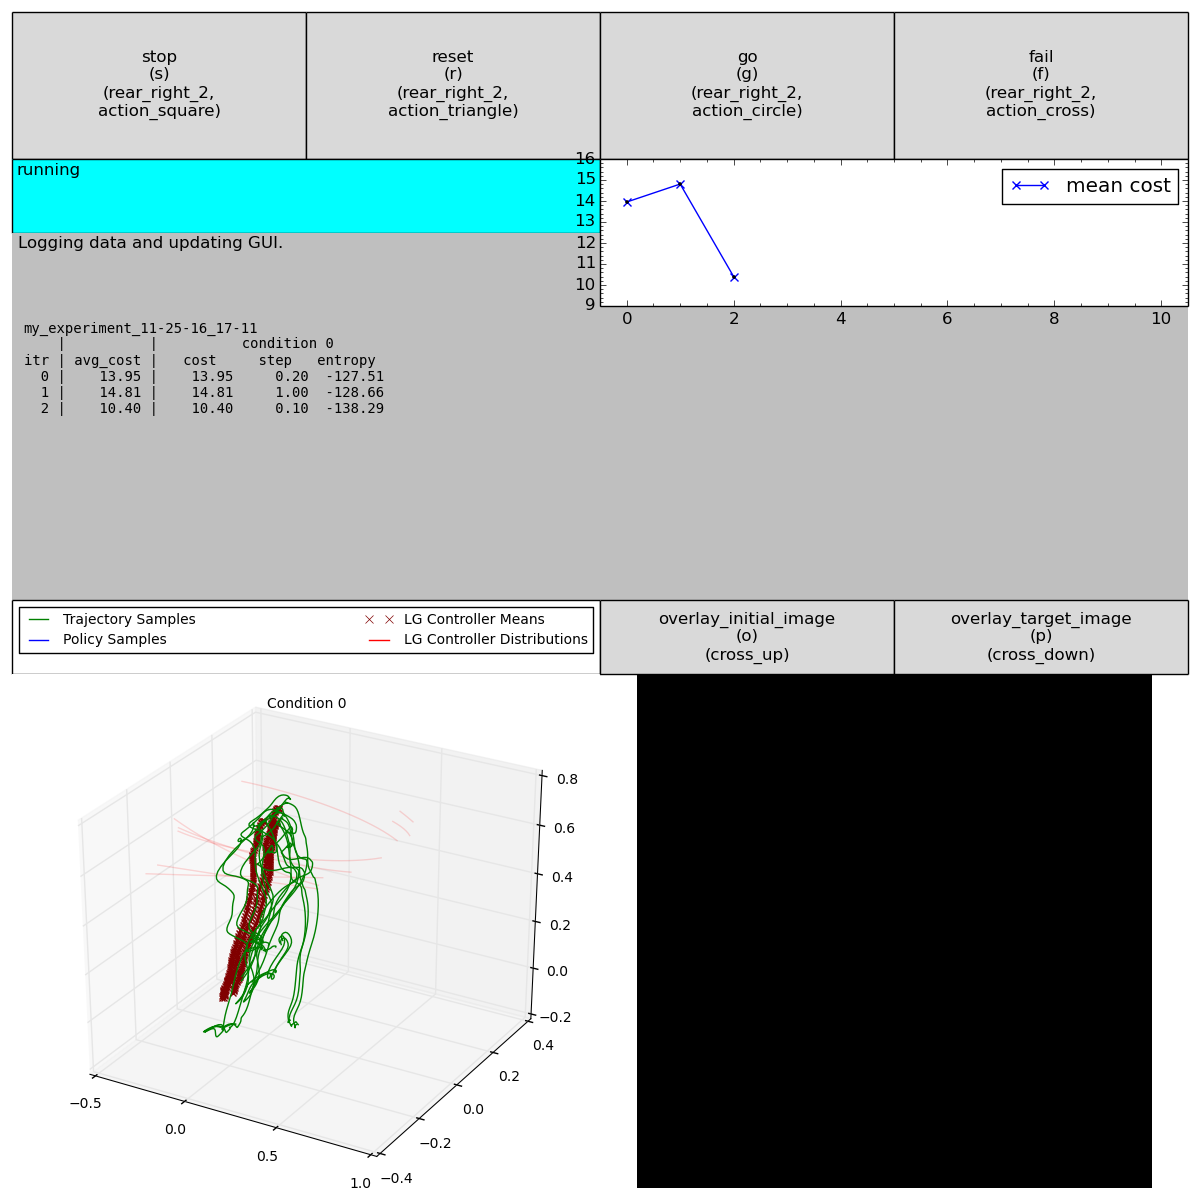 stop
(s)
(rear_right_2,
action_square)
reset
(r)
(rear_right_2,
action_triangle)
go
(g)
(rear_right_2,
action_circle)
fail
(f)
(rear_right_2,
action_cross)
running
16
15
14
13
12
11
10
9
mean cost
0 2 4 6 8 10
Logging data and updating GUI.
my_experiment_11-25-16_17-11
| | condition 0
itr | avg_cost | cost step entropy
0 | 13.95 | 13.95 0.20 -127.51
1 | 14.81 | 14.81 1.00 -128.66
2 | 10.40 | 10.40 0.10 -138.29
Trajectory Samples
Policy Samples
LG Controller Means
LG Controller Distributions
overlay_initial_image
(o)
(cross_up)
overlay_target_image
(p)
(cross_down)
Condition 0
0.8
0.6
0.4
0.2
0.0
−0.2
0.4
0.2
0.0
−0.2
−0.4
−0.5
0.0
0.5
1.0